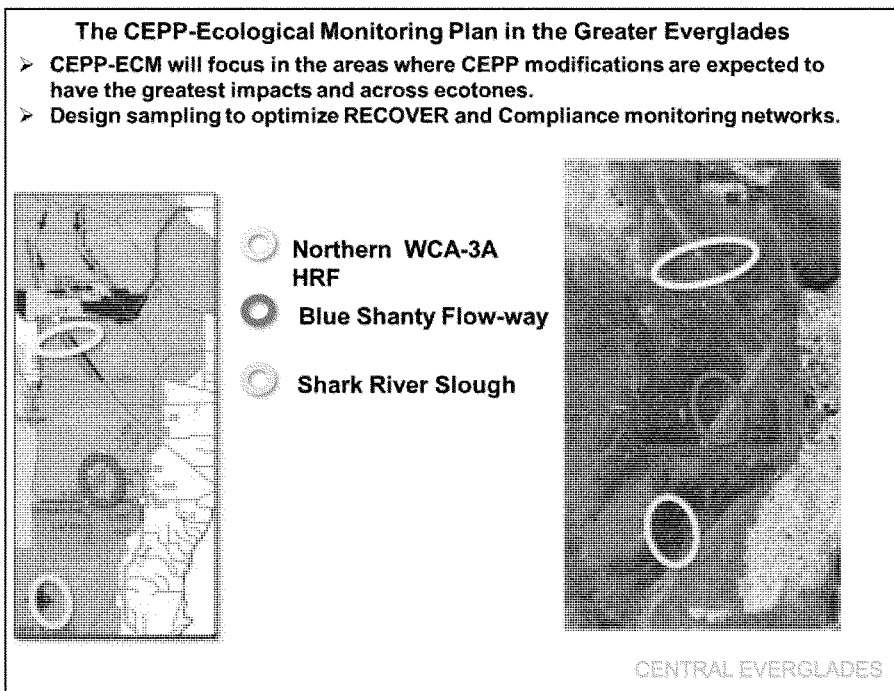 The CEPP-Ecological Monitoring Plan in the Greater Everglades
➢ CEPP-ECM will focus in the areas where CEPP modifications are expected to
have the greatest impacts and across ecotones.
➢ Design sampling to optimize RECOVER and Compliance monitoring networks.
Northern WCA-3A
HRF
Blue Shanty Flow-way
Shark River Slough
CENTRAL EVERGLADES